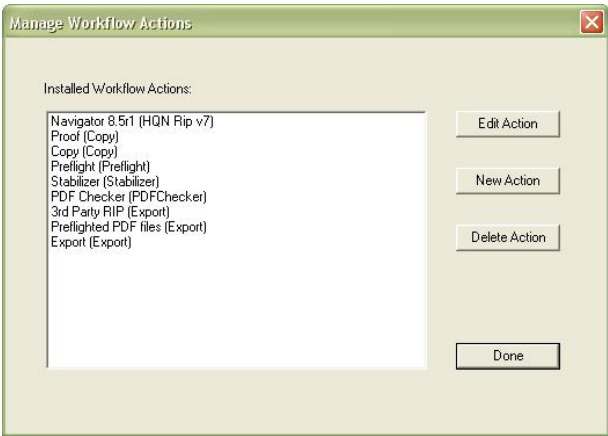 Manage Workflow Actions
Installed Workflow Actions:
Navigator 8.5r1 (HQN Rip v7)
Proof (Copy)
Copy (Copy)
Preflight (Preflight)
Stabilizer (Stabilizer)
PDF Checker (PDFChecker)
3rd Party RIP (Export)
Preflighted PDF files (Export)
Export (Export)
Edit Action
New Action
Delete Action
Done